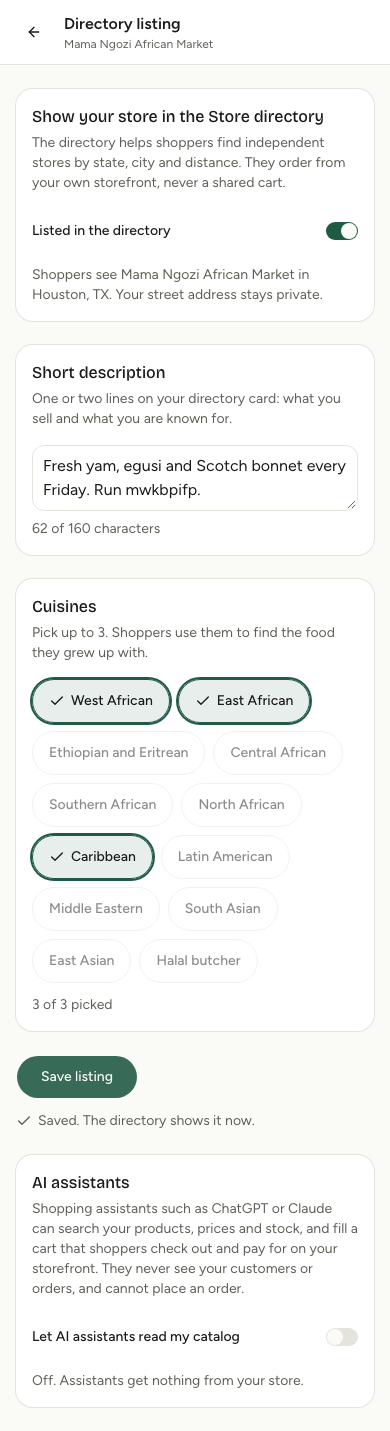 Directory listing
Mama Ngozi African Market
Show your store in the Store directory
The directory helps shoppers find independent
stores by state, city and distance. They order from
your own storefront, never a shared cart.
Listed in the directory
Shoppers see Mama Ngozi African Market in
Houston, TX. Your street address stays private.
Short description
One or two lines on your directory card: what you
sell and what you are known for.
Fresh yam, egusi and Scotch bonnet every
Friday. Run mwkbpifp.
62 of 160 characters
Cuisines
Pick up to 3. Shoppers use them to find the food
they grew up with.
West African East African
Ethiopian and Eritrean Central African
Southern African North African
Caribbean Latin American
Middle Eastern South Asian
East Asian Halal butcher
3 of 3 picked
Save listing
Saved. The directory shows it now.
AI assistants
Shopping assistants such as ChatGPT or Claude
can search your products, prices and stock, and fill a
cart that shoppers check out and pay for on your
storefront. They never see your customers or
orders, and cannot place an order.
Let AI assistants read my catalog
Off. Assistants get nothing from your store.